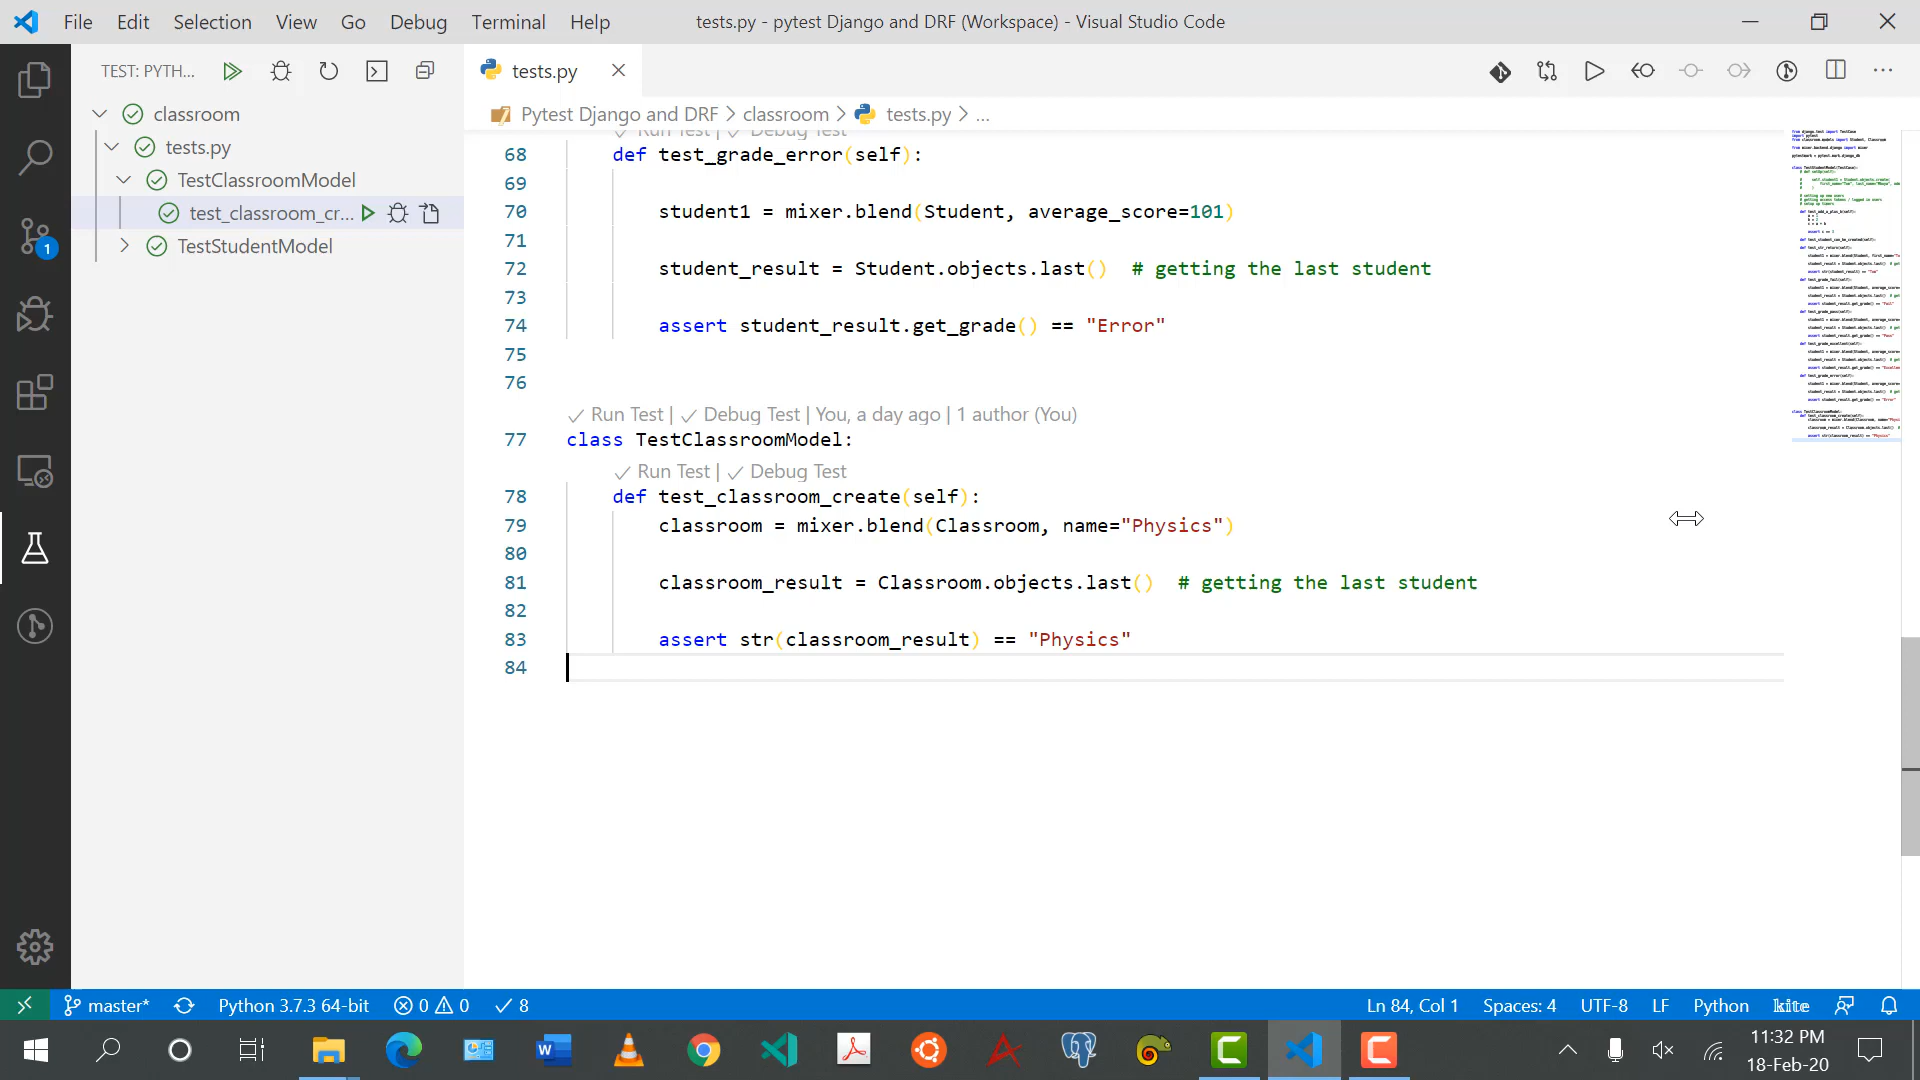 File Edit Selection View Go Debug Terminal Help
tests.py - pytest Django and DRF (Workspace) - Visual Studio Code
TEST: PYTH...
tests.py
classroom
tests.py
TestClassroomModel
test_classroom_cr...
TestStudentModel
1
Pytest Django and DRF > classroom > tests.py > ...
Run Test | Debug Test
68 def test_grade_error(self):
69
70 student1 = mixer.blend(Student, average_score=101)
71
72 student_result = Student.objects.last() # getting the last student
73
74 assert student_result.get_grade() == "Error"
75
76
Run Test | Debug Test | You, a day ago | 1 author (You)
77 class TestClassroomModel:
Run Test | Debug Test
78 def test_classroom_create(self):
79 classroom = mixer.blend(Classroom, name="Physics")
80
81 classroom_result = Classroom.objects.last() # getting the last student
82
83 assert str(classroom_result) == "Physics"
84
master* Python 3.7.3 64-bit 0 0 8
Ln 84, Col 1 Spaces: 4 UTF-8 LF Python kite
11:32 PM
18-Feb-20